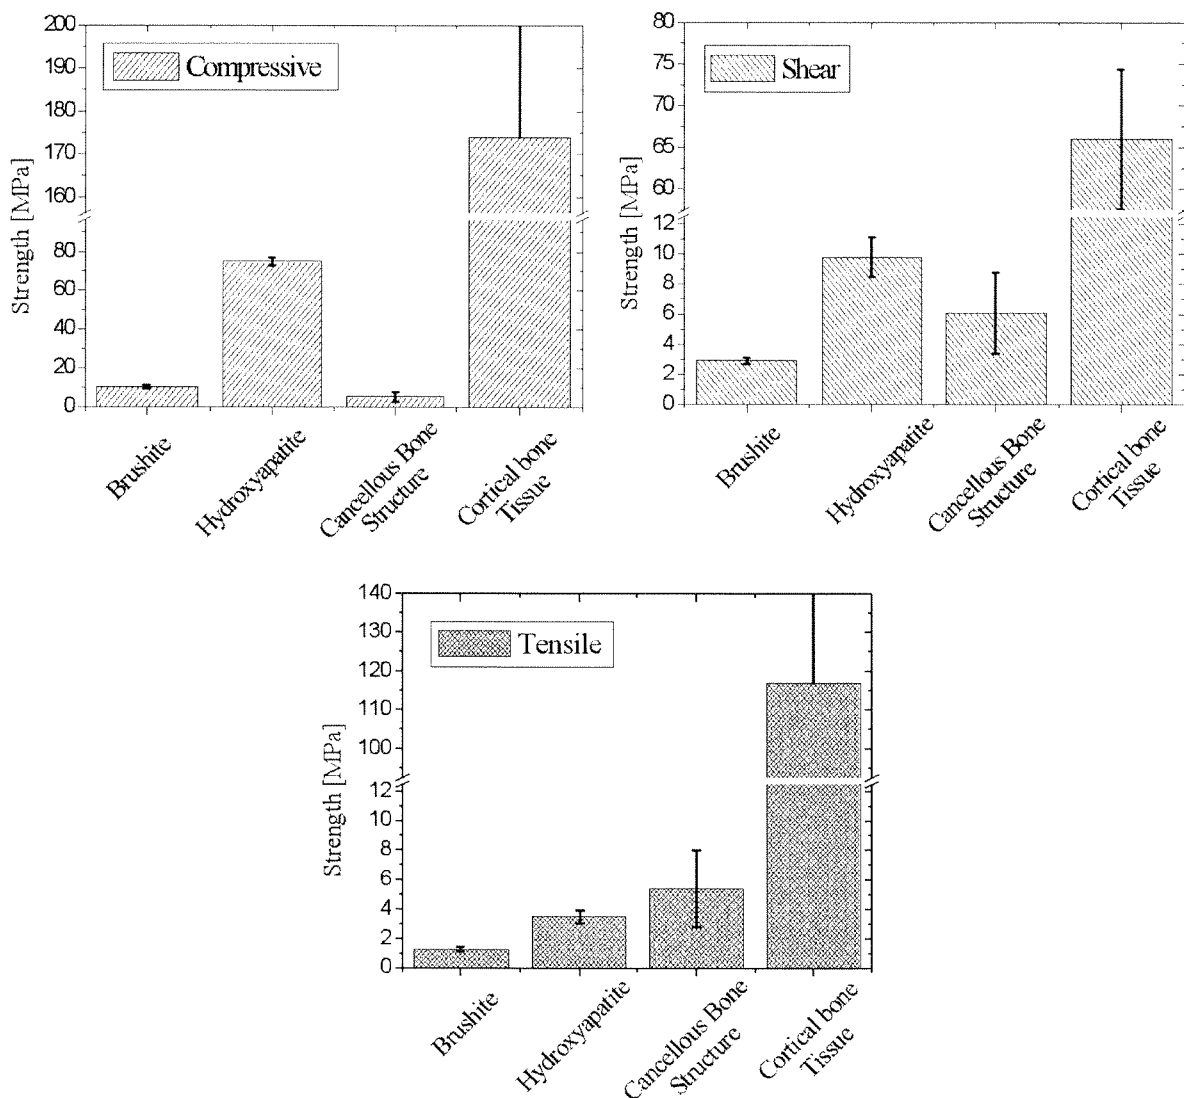 200
190
180
170
160
80
60
40
20
0
Strength [MPa]
Compressive
Brushite
Hydroxyapatite
Cancellous Bone
Structure
Cortical bone
Tissue
80
75
70
65
60
12
10
8
6
4
2
0
Strength [MPa]
Shear
Brushite
Hydroxyapatite
Cancellous Bone
Structure
Cortical bone
Tissue
140
130
120
110
100
12
10
8
6
4
2
0
Strength [MPa]
Tensile
Brushite
Hydroxyapatite
Cancellous Bone
Structure
Cortical bone
Tissue